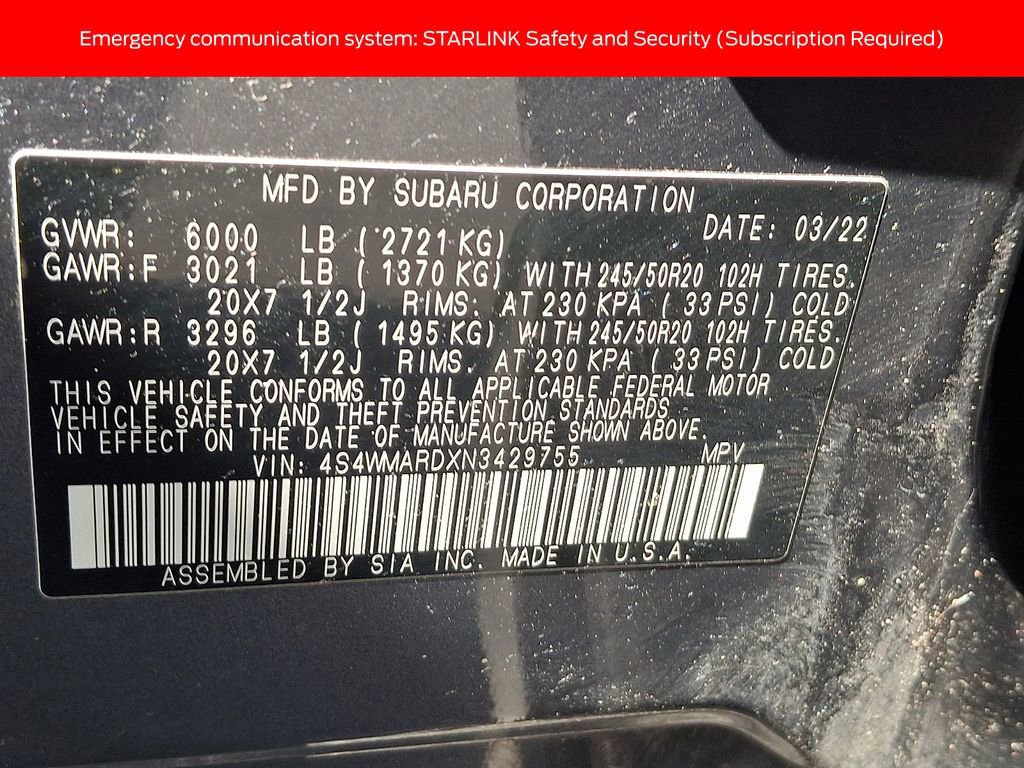 Emergency communication system: STARLINK Safety and Security (Subscription Required)
MFD BY SUBARU CORPORATION
DATE: 03/22
GVWR: 6000 LB ( 2721 KG)
GAWR:F 3021 LB ( 1370 KG) WITH 245/50R20 102H TIRES.
20X7 1/2J RIMS: AT 230 KPA ( 33 PSI) COLD
GAWR:R 3296 LB ( 1495 KG) WITH 245/50R20 102H TIRES.
20X7 1/2J RIMS. AT 230 KPA ( 33 PSI) COLD
THIS VEHICLE CONFORMS TO ALL APPLICABLE FEDERAL MOTOR
VEHICLE SAFETY AND THEFT PREVENTION STANDARDS
IN EFFECT ON THE DATE OF MANUFACTURE SHOWN ABOVE.
VIN: 4S4WMARDXN3429755 MPV
ASSEMBLED BY SIA INC. MADE IN U.S.A.